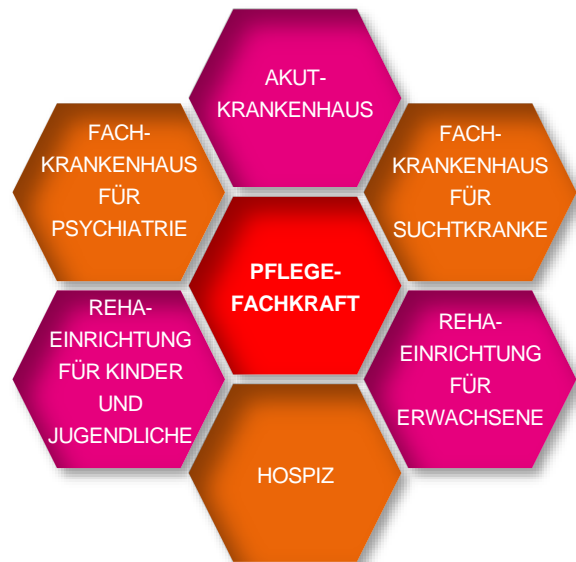 AKUT-
KRANKENHAUS
FACH-
KRANKENHAUS
FÜR
PSYCHIATRIE
FACH-
KRANKENHAUS
FÜR
SUCHTKRANKE
PFLEGE-
FACHKRAFT
REHA-
EINRICHTUNG
FÜR KINDER
UND
JUGENDLICHE
REHA-
EINRICHTUNG
FÜR
ERWACHSENE
HOSPIZ